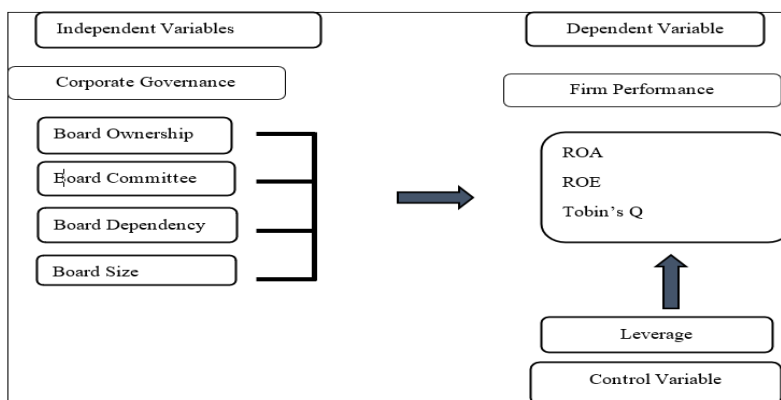 Independent Variables
Dependent Variable
Corporate Governance
Firm Performance
Board Ownership
Board Committee
Board Dependency
Board Size
ROA
ROE
Tobin's Q
Leverage
Control Variable